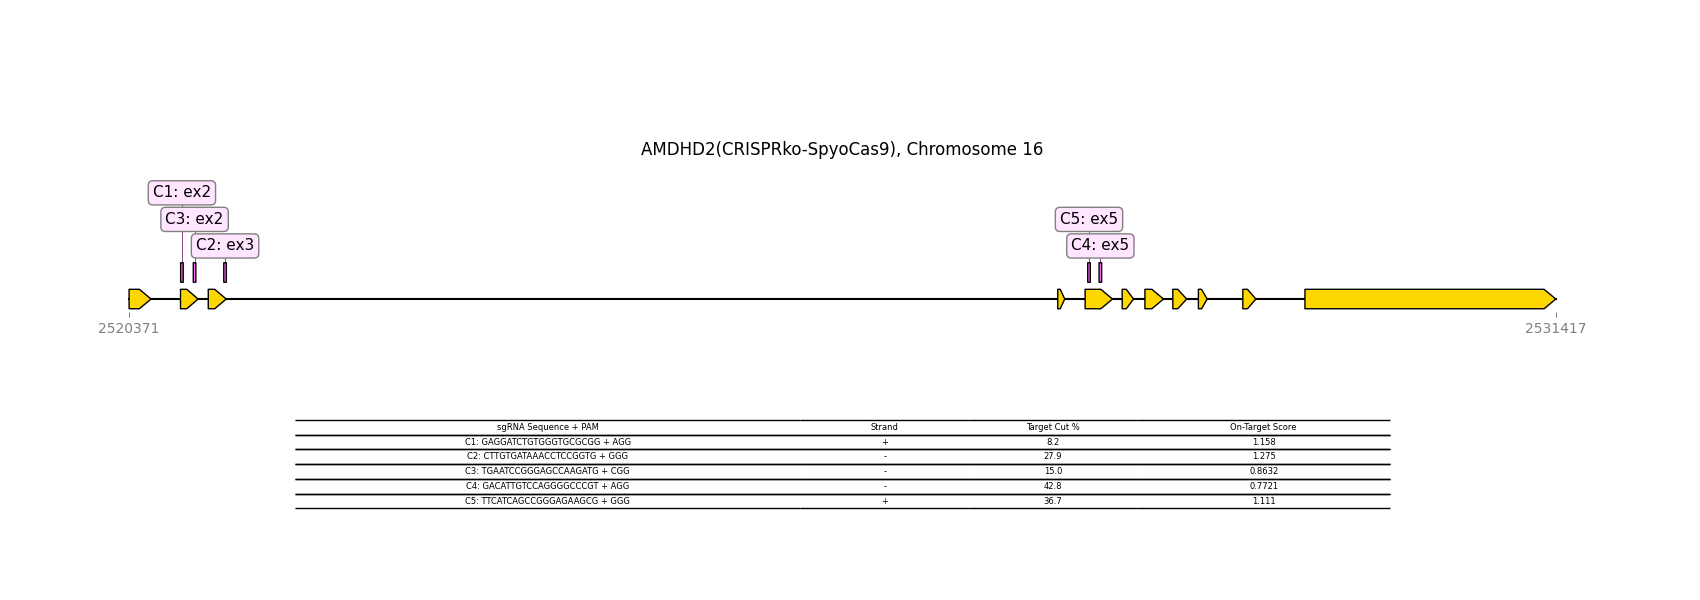 AMDHD2(CRISPRko-SpyoCas9), Chromosome 16
C1: ex2
C3: ex2
C2: ex3
C5: ex5
C4: ex5
2520371
2531417
sgRNA Sequence + PAM Strand Target Cut % On-Target Score
C1: GAGGATCTGTGGGTGCGCGG + AGG + 8.2 1.158
C2: CTTGTGATAAACCTCCGGTG + GGG - 27.9 1.275
C3: TGAATCCGGGAGCCAAGATG + CGG - 15.0 0.8632
C4: GACATTGTCCAGGGGCCCGT + AGG - 42.8 0.7721
C5: TTCATCAGCCGGGAGAAGCG + GGG + 36.7 1.111